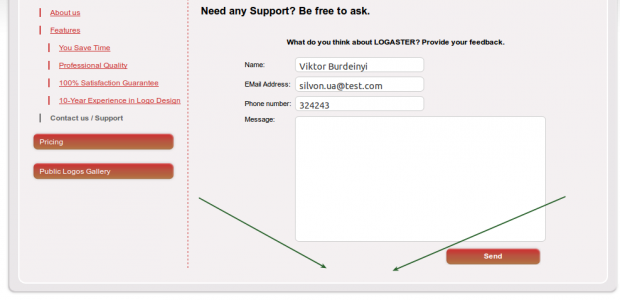 About us
Features
You Save Time
Professional Quality
100% Satisfaction Guarantee
10-Year Experience in Logo Design
Contact us / Support
Pricing
Public Logos Gallery
Need any Support? Be free to ask.
What do you think about LOGASTER? Provide your feedback.
Name: Viktor Burdeinyi
EMail Address: silvon.ua@test.com
Phone number: 324243
Message:
Send